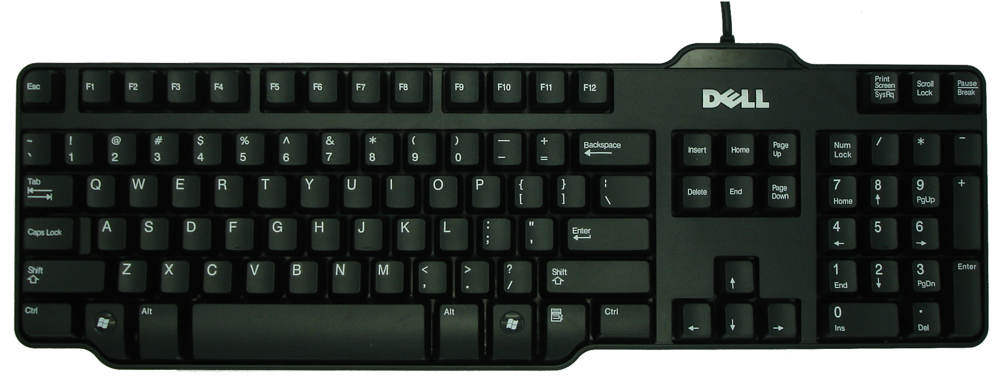 DELL
Esc F1 F2 F3 F4 F5 F6 F7 F8 F9 F10 F11 F12
Print
Screen
SysRq
Scroll
Lock
Pause
Break
~ ! @ # $ % ^ & * ( ) — + Backspace
` 1 2 3 4 5 6 7 8 9 0 – =
Insert Home Page
Up
Num
Lock
/ * −
Tab Q W E R T Y U I O P { } ¦
[ ] \
Delete End Page
Down
7 8 9 +
Home ↑ PgUp
Caps Lock A S D F G H J K L : " Enter
; '
4 5 6
← →
Shift Z X C V B N M < > ? Shift
, . /
↑
1 2 3 Enter
End ↓ PgDn
Ctrl Alt Alt Ctrl
← ↓ →
0 .
Ins Del